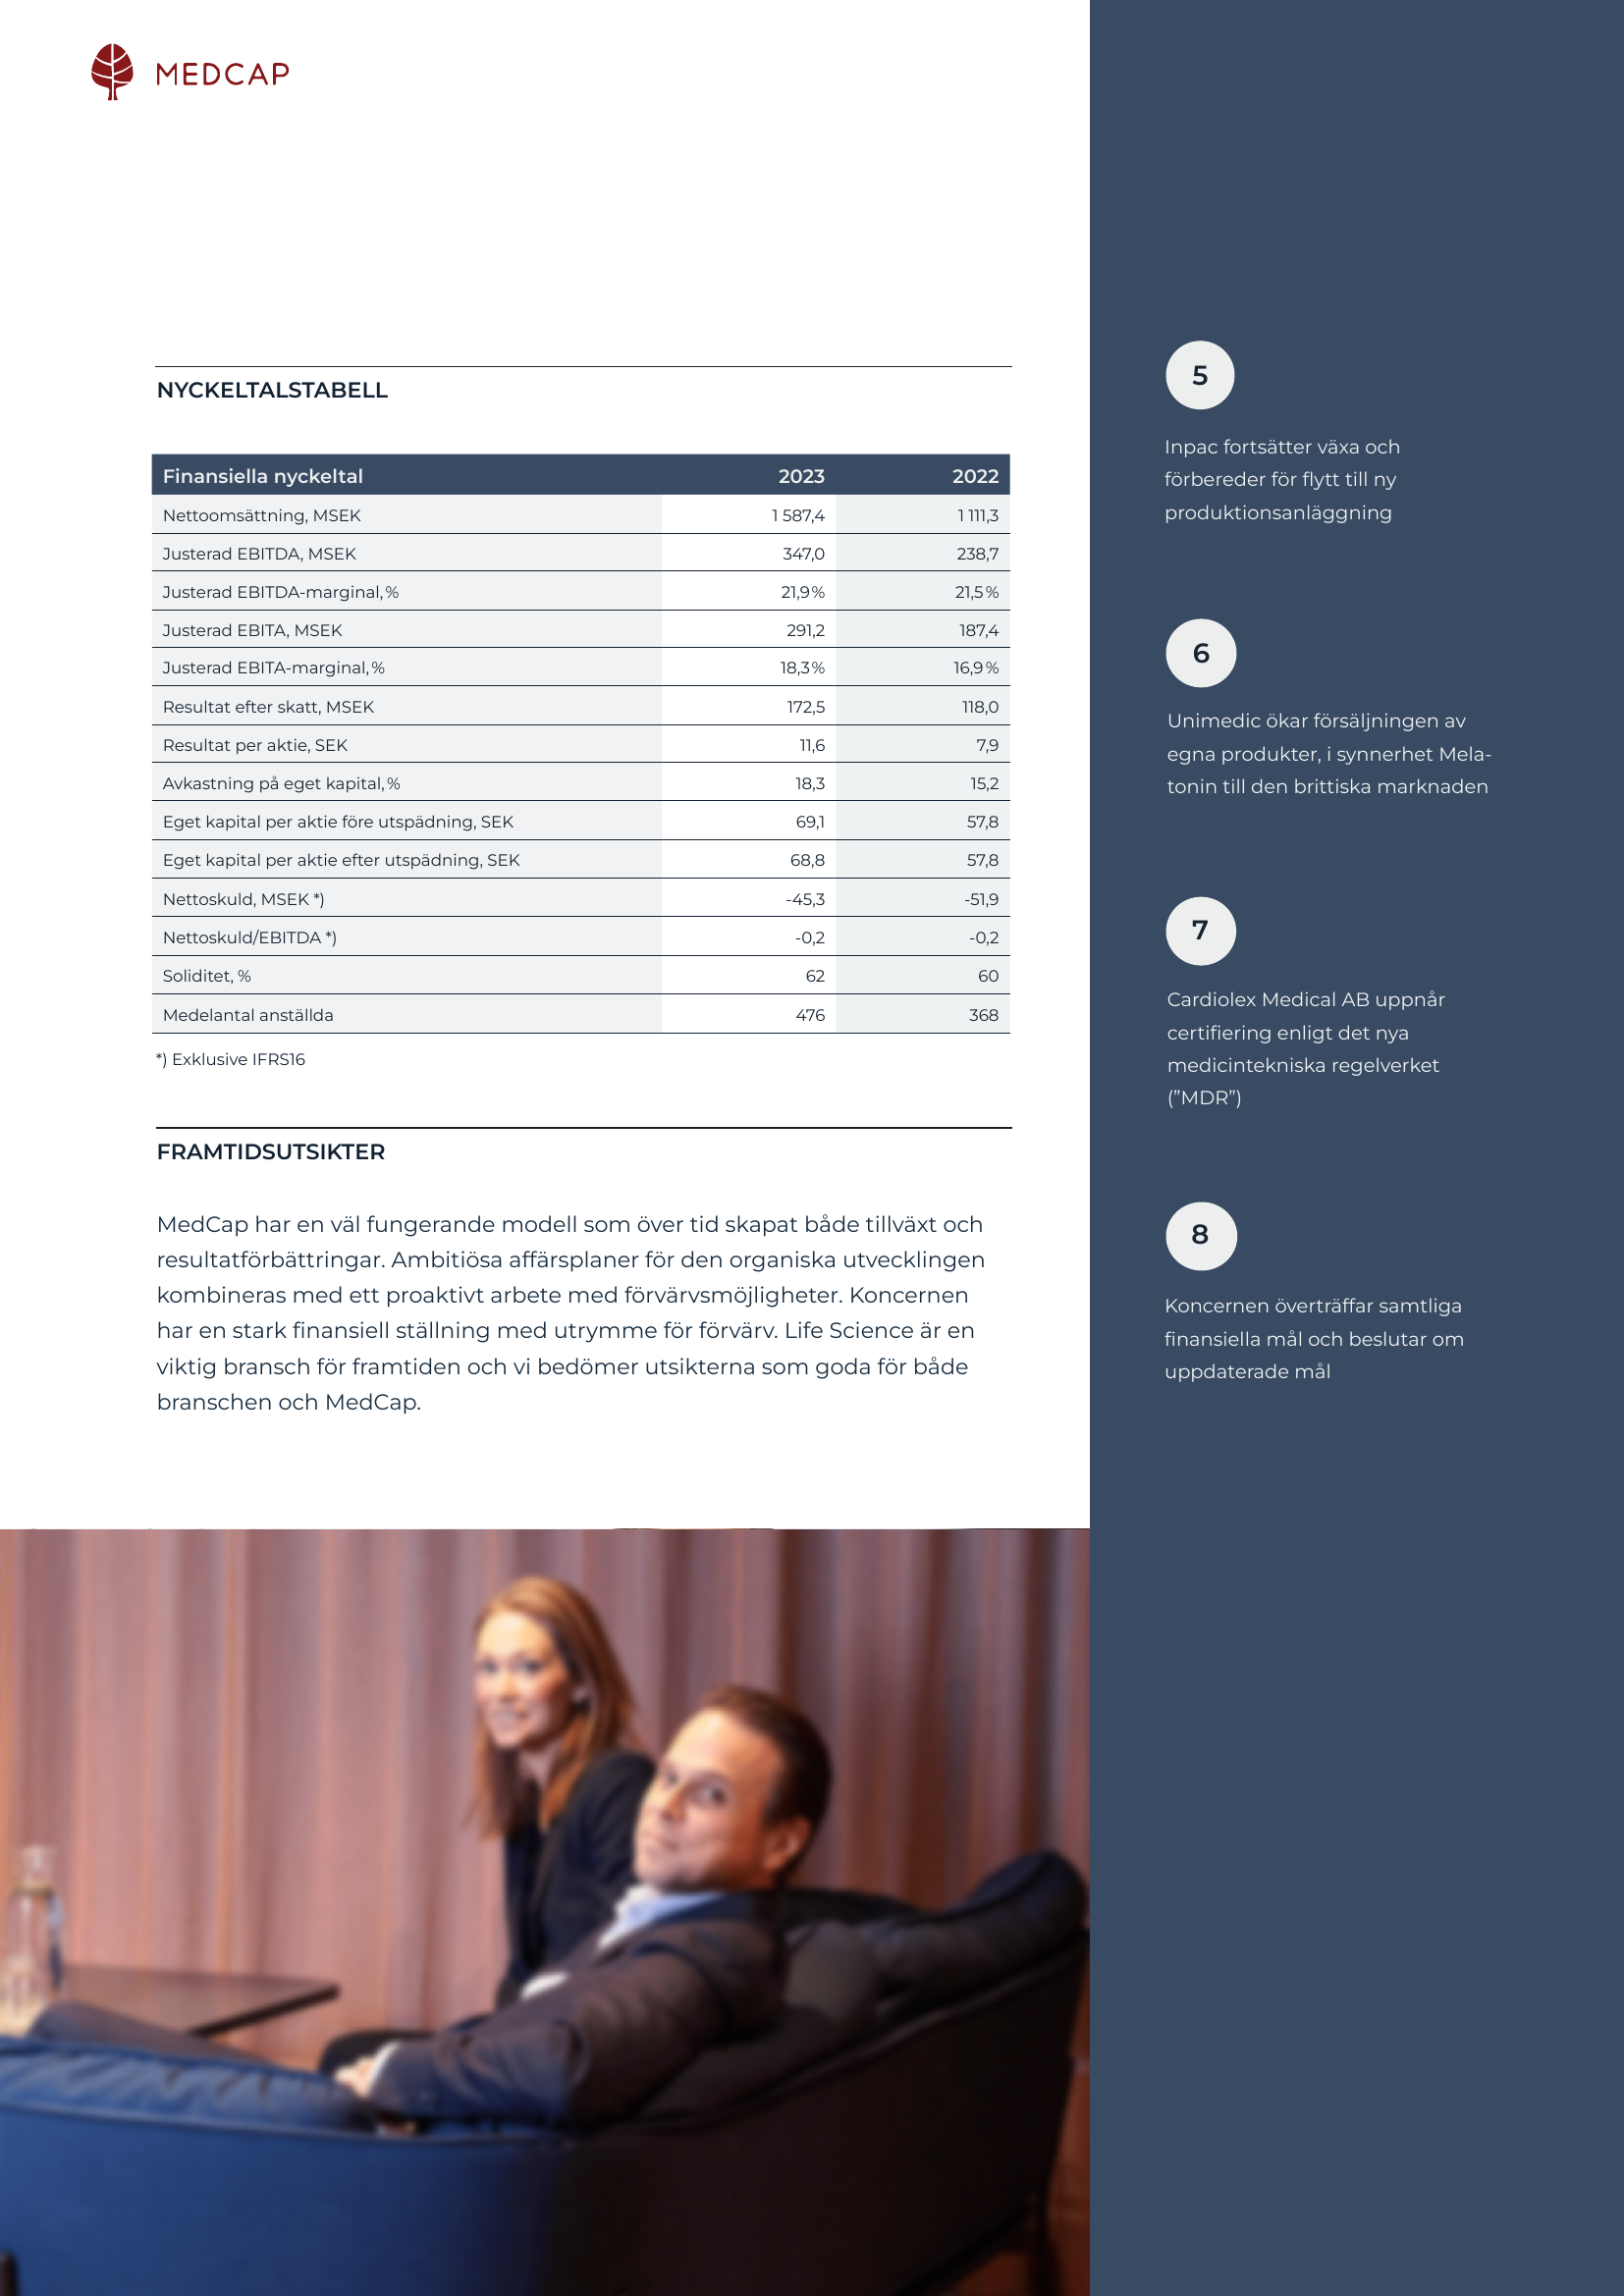 MEDCAP
NYCKELTALSTABELL
Finansiella nyckeltal 2023 2022
Nettoomsättning, MSEK 1 587,4 1 111,3
Justerad EBITDA, MSEK 347,0 238,7
Justerad EBITDA-marginal, % 21,9 % 21,5 %
Justerad EBITA, MSEK 291,2 187,4
Justerad EBITA-marginal, % 18,3 % 16,9 %
Resultat efter skatt, MSEK 172,5 118,0
Resultat per aktie, SEK 11,6 7,9
Avkastning på eget kapital, % 18,3 15,2
Eget kapital per aktie före utspädning, SEK 69,1 57,8
Eget kapital per aktie efter utspädning, SEK 68,8 57,8
Nettoskuld, MSEK *) -45,3 -51,9
Nettoskuld/EBITDA *) -0,2 -0,2
Soliditet, % 62 60
Medelantal anställda 476 368
*) Exklusive IFRS16
FRAMTIDSUTSIKTER
MedCap har en väl fungerande modell som över tid skapat både tillväxt och
resultatförbättringar. Ambitiösa affärsplaner för den organiska utvecklingen
kombineras med ett proaktivt arbete med förvärvsmöjligheter. Koncernen
har en stark finansiell ställning med utrymme för förvärv. Life Science är en
viktig bransch för framtiden och vi bedömer utsikterna som goda för både
branschen och MedCap.
5
Inpac fortsätter växa och
förbereder för flytt till ny
produktionsanläggning
6
Unimedic ökar försäljningen av
egna produkter, i synnerhet Mela-
tonin till den brittiska marknaden
7
Cardiolex Medical AB uppnår
certifiering enligt det nya
medicintekniska regelverket
(”MDR”)
8
Koncernen överträffar samtliga
finansiella mål och beslutar om
uppdaterade mål